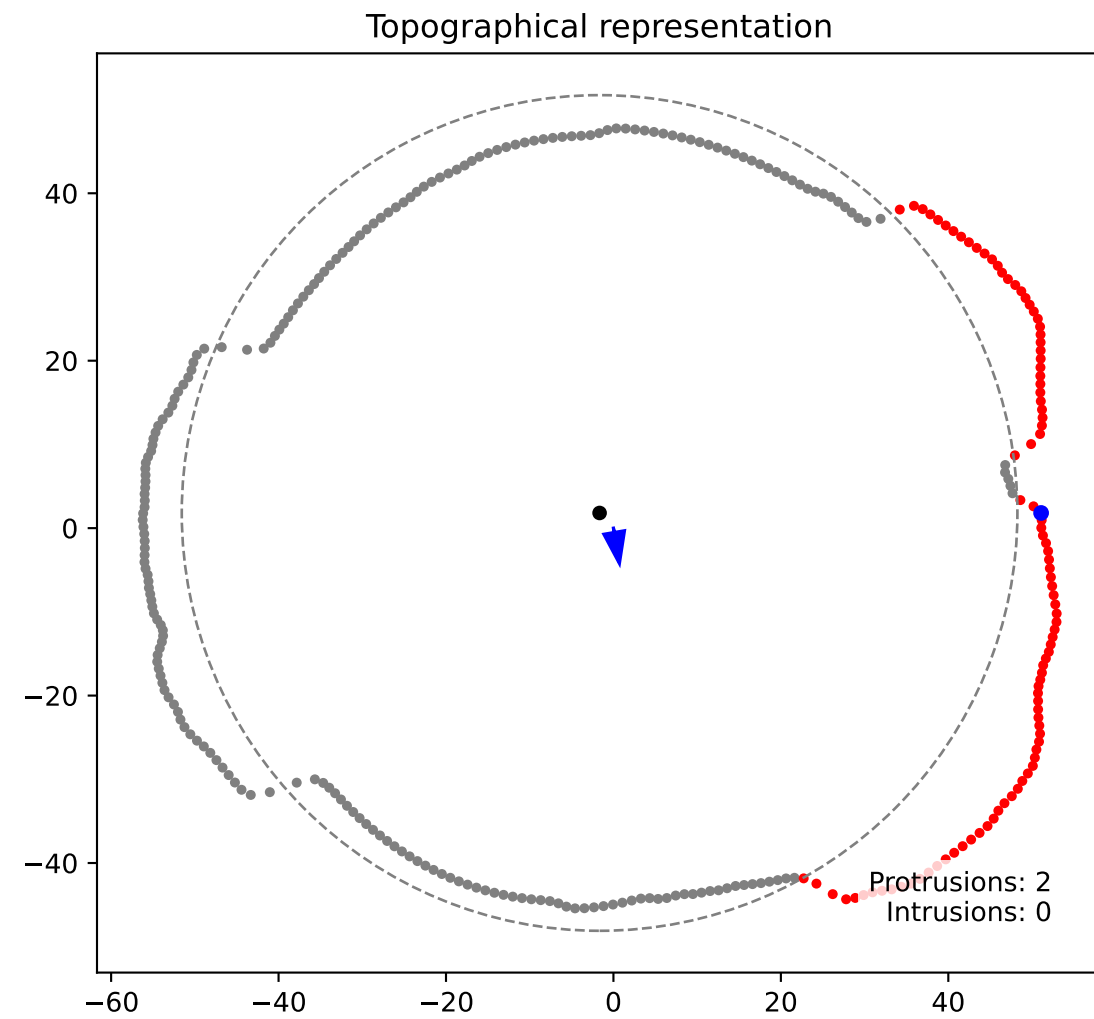 Topographical representation
40
20
0
−20
−40
Protrusions: 2
Intrusions: 0
−60 −40 −20 0 20 40